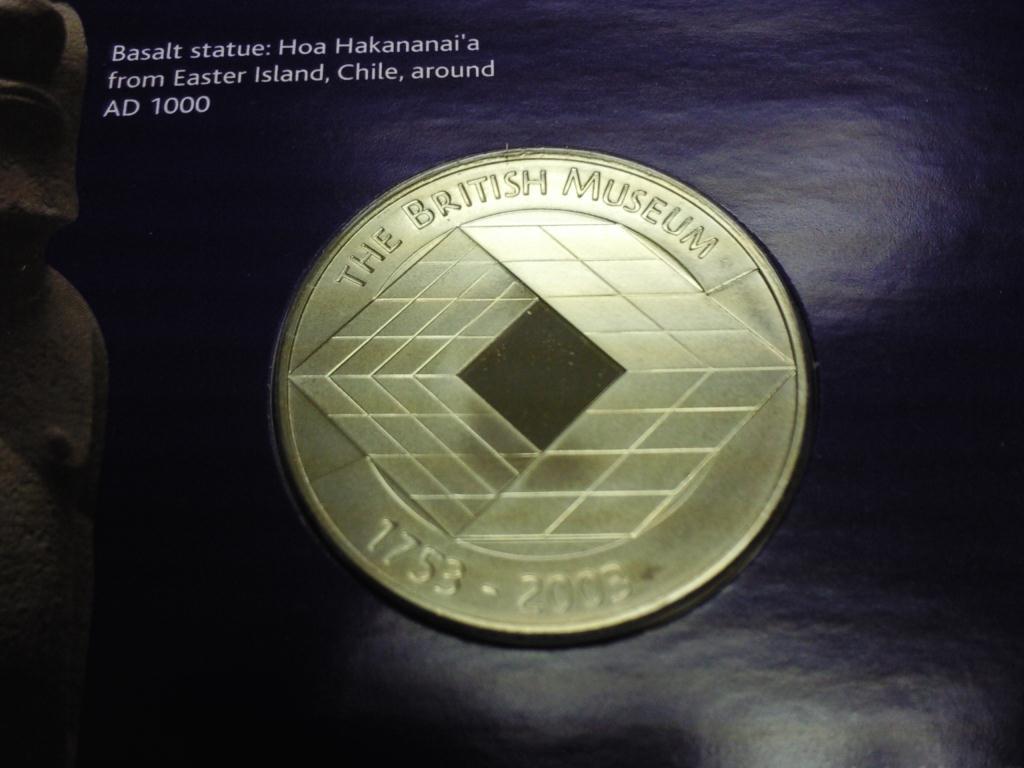 Basalt statue: Hoa Hakananai'a
from Easter Island, Chile, around
AD 1000
THE BRITISH MUSEUM
1753 - 2003